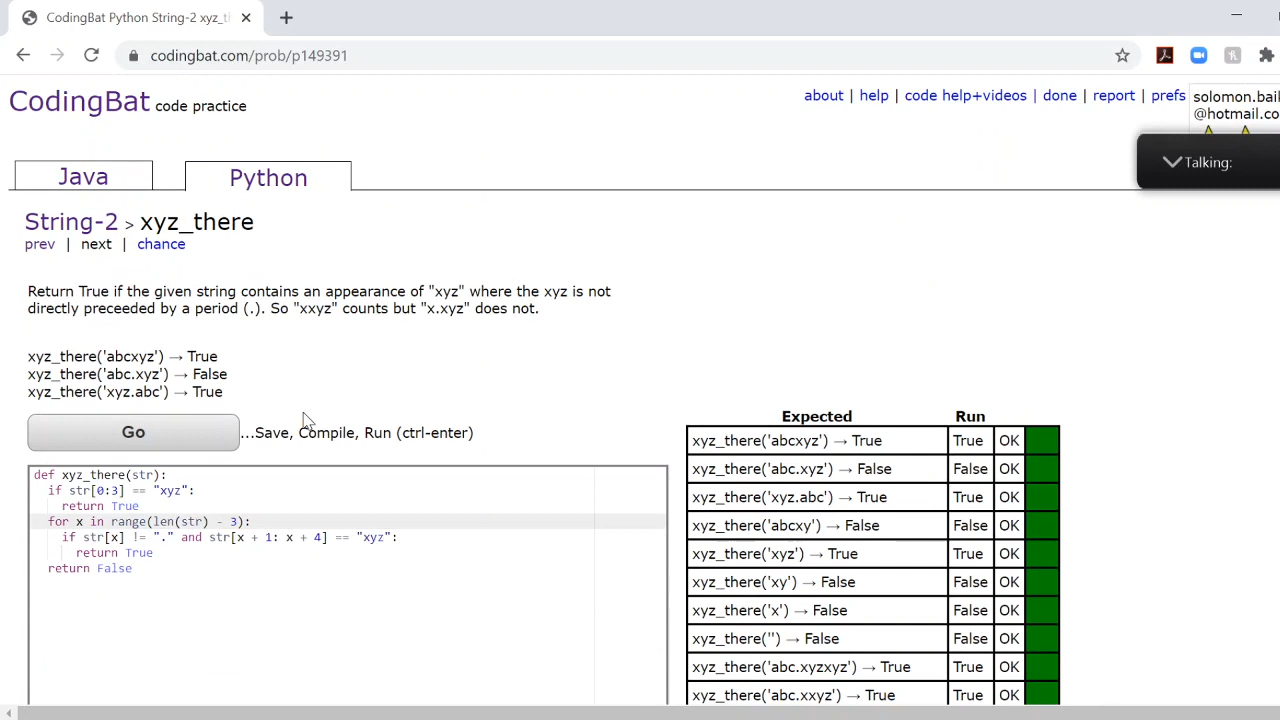 CodingBat Python String-2 xyz_th
codingbat.com/prob/p149391
CodingBat code practice
about | help | code help+videos | done | report | prefs
solomon.bail
@hotmail.co
Talking:
Java
Python
String-2 > xyz_there
prev | next | chance
Return True if the given string contains an appearance of "xyz" where the xyz is not
directly preceeded by a period (.). So "xxyz" counts but "x.xyz" does not.
xyz_there('abcxyz') → True
xyz_there('abc.xyz') → False
xyz_there('xyz.abc') → True
Go
...Save, Compile, Run (ctrl-enter)
def xyz_there(str):
if str[0:3] == "xyz":
return True
for x in range(len(str) - 3):
if str[x] != "." and str[x + 1: x + 4] == "xyz":
return True
return False
Expected Run
xyz_there('abcxyz') → True True OK
xyz_there('abc.xyz') → False False OK
xyz_there('xyz.abc') → True True OK
xyz_there('abcxy') → False False OK
xyz_there('xyz') → True True OK
xyz_there('xy') → False False OK
xyz_there('x') → False False OK
xyz_there('') → False False OK
xyz_there('abc.xyzxyz') → True True OK
xyz_there('abc.xxyz') → True True OK